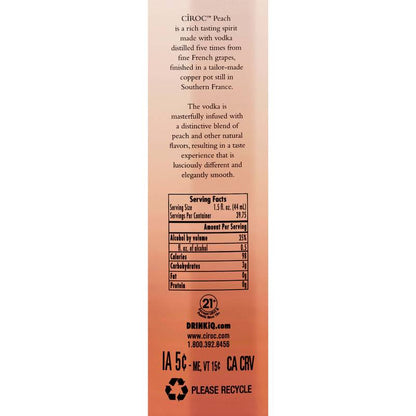 CÎROC™ Peach
is a rich tasting spirit
made with vodka
distilled five times from
fine French grapes,
finished in a tailor-made
copper pot still in
Southern France.
The vodka is
masterfully infused with
a distinctive blend of
peach and other natural
flavors, resulting in a taste
experience that is
lusciously different and
elegantly smooth.
Serving Facts
Serving Size 1.5 fl. oz. (44 mL)
Servings Per Container 39.75
Amount Per Serving
Alcohol by volume 35%
fl. oz. of alcohol 0.5
Calories 98
Carbohydrates 3g
Fat 0g
Protein 0g
21+
DRINKiQ.com
www.ciroc.com
1.800.392.8456
IA 5¢ - ME, VT 15¢ CA CRV
PLEASE RECYCLE